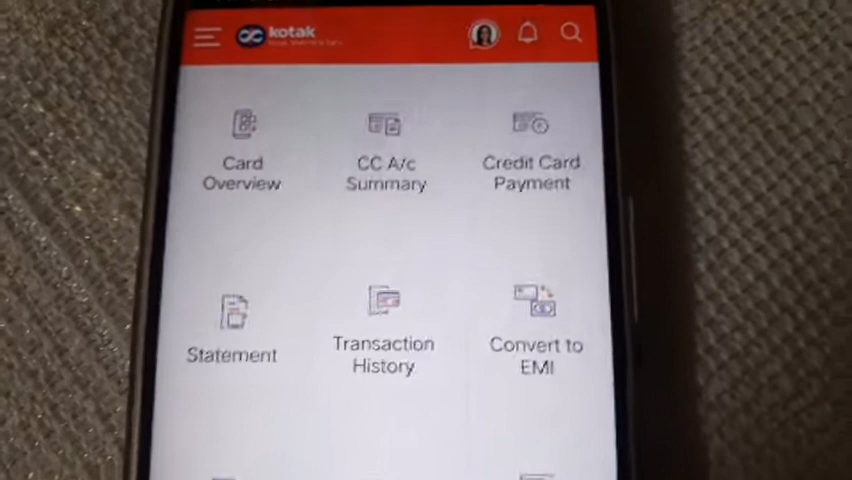 kotak
Card
Overview
CC A/c
Summary
Credit Card
Payment
Statement
Transaction
History
Convert to
EMI